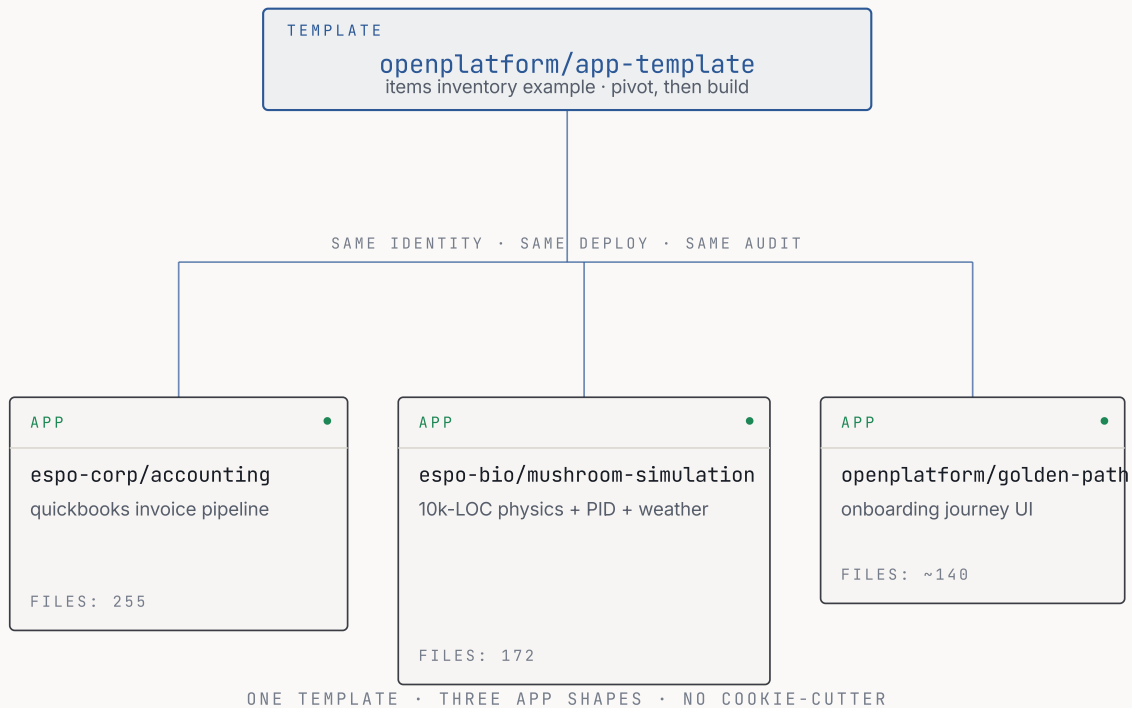 TEMPLATE
openplatform/app-template
items inventory example · pivot, then build
SAME IDENTITY · SAME DEPLOY · SAME AUDIT
APP
espo-corp/accounting
quickbooks invoice pipeline
FILES: 255
APP
espo-bio/mushroom-simulation
10k-LOC physics + PID + weather
FILES: 172
APP
openplatform/golden-path
onboarding journey UI
FILES: ~140
ONE TEMPLATE · THREE APP SHAPES · NO COOKIE-CUTTER